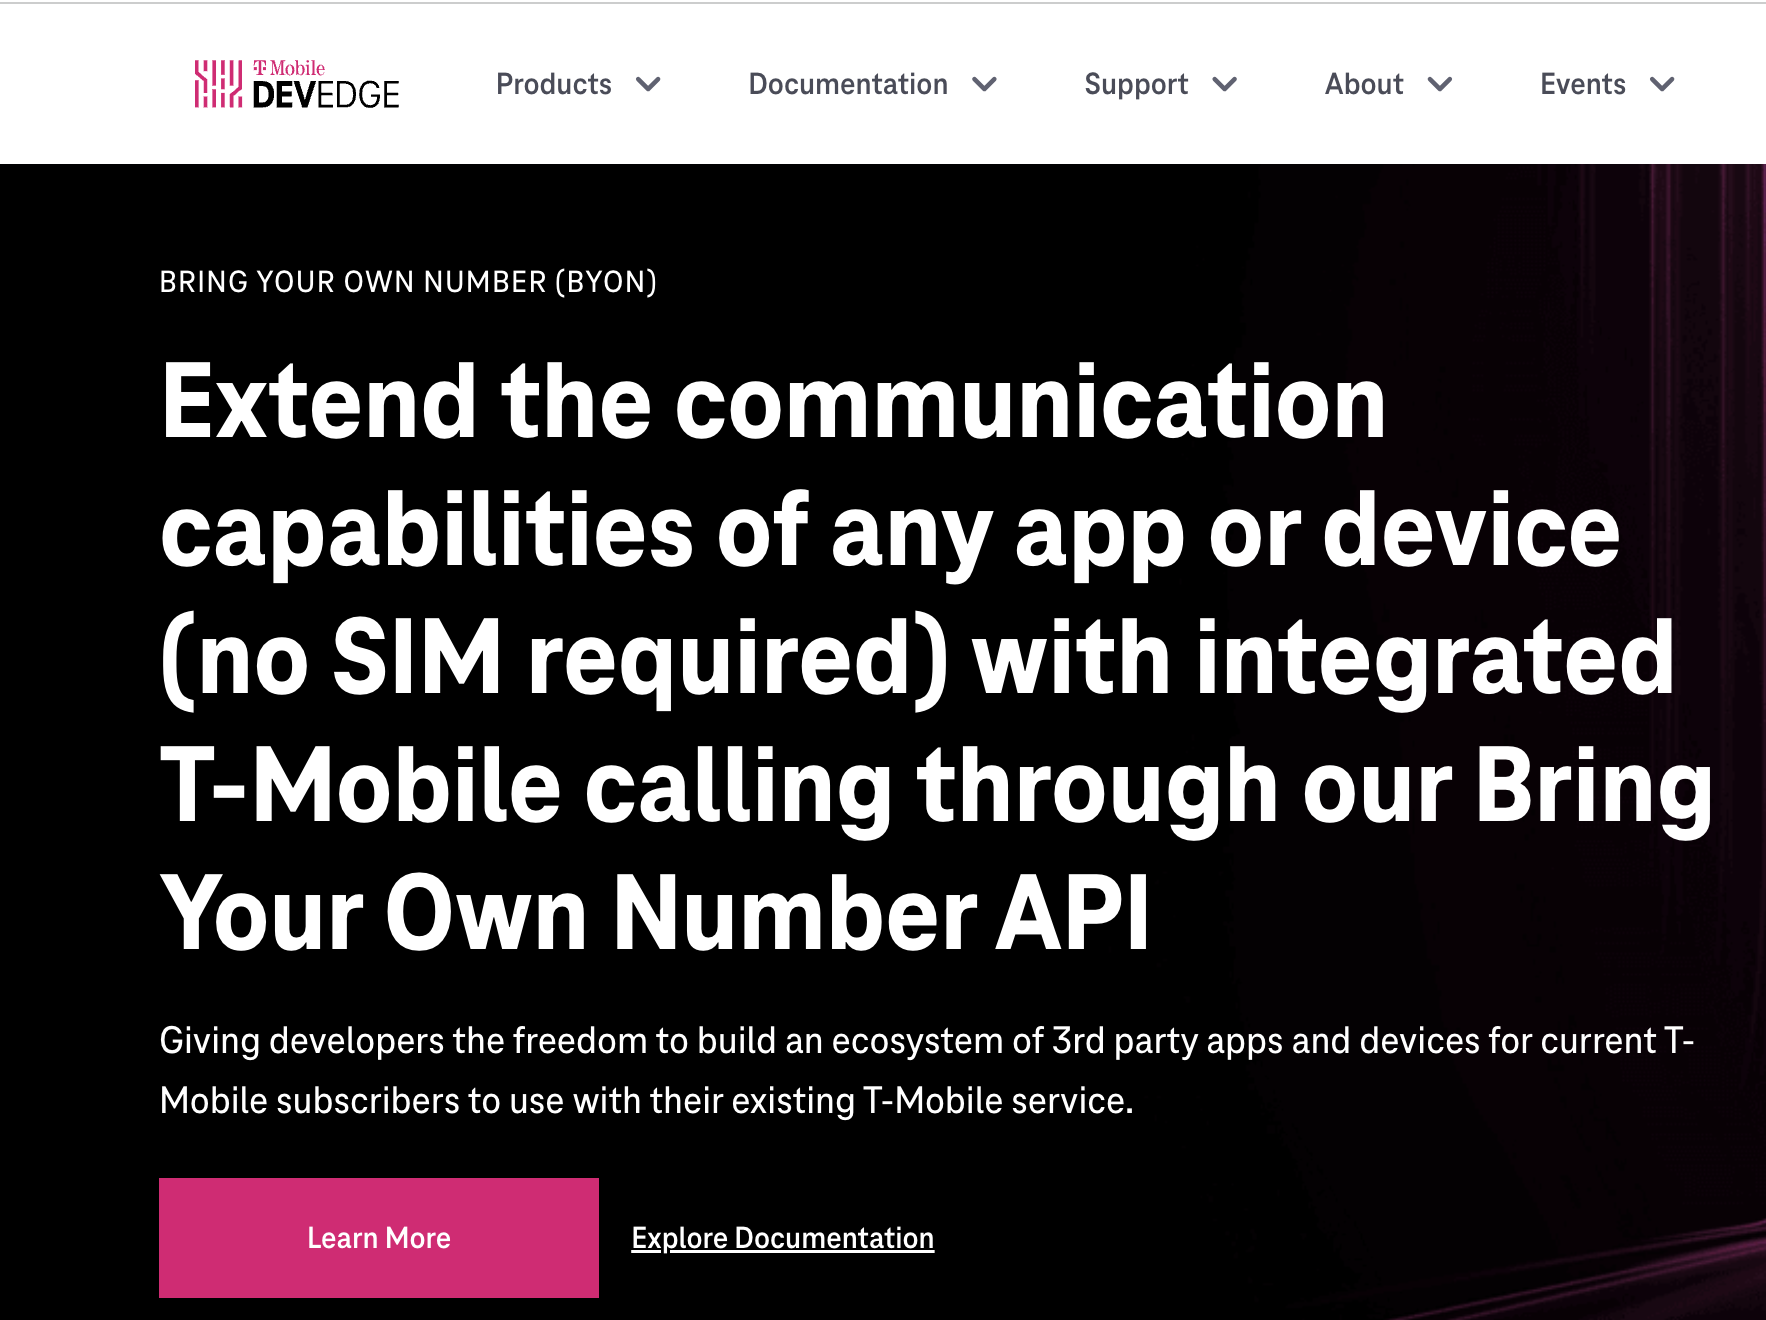 T Mobile
DEVEDGE
Products
Documentation
Support
About
Events
BRING YOUR OWN NUMBER (BYON)
Extend the communication
capabilities of any app or device
(no SIM required) with integrated
T-Mobile calling through our Bring
Your Own Number API
Giving developers the freedom to build an ecosystem of 3rd party apps and devices for current T-
Mobile subscribers to use with their existing T-Mobile service.
Learn More
Explore Documentation